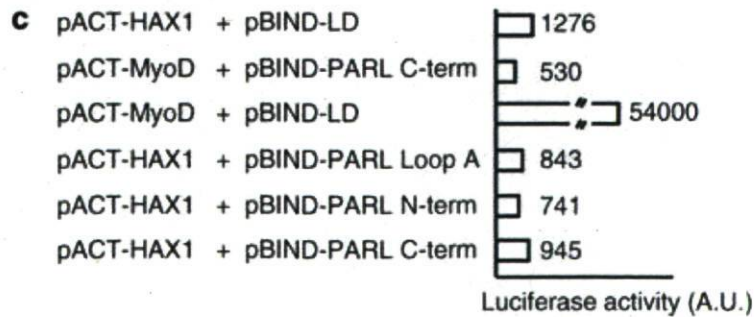 c pACT-HAX1 + pBIND-LD 1276
pACT-MyoD + pBIND-PARL C-term 530
pACT-MyoD + pBIND-LD 54000
pACT-HAX1 + pBIND-PARL Loop A 843
pACT-HAX1 + pBIND-PARL N-term 741
pACT-HAX1 + pBIND-PARL C-term 945
Luciferase activity (A.U.)